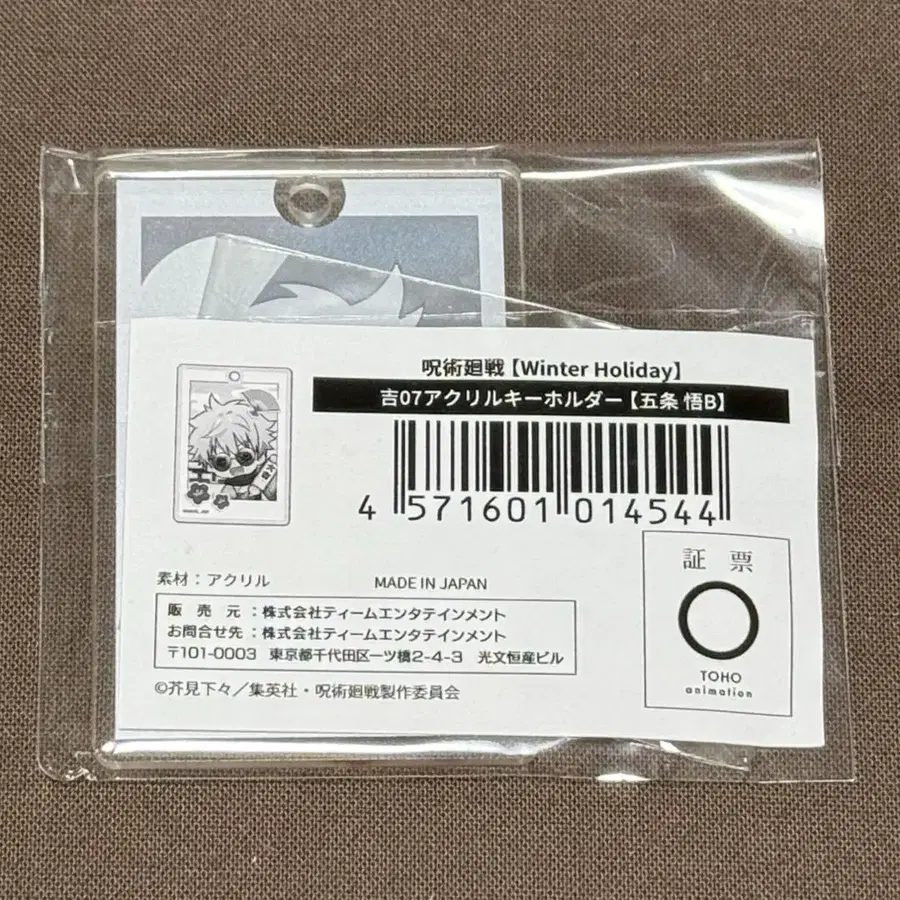 呪術廻戦【Winter Holiday】
吉07アクリルキーホルダー【五条 悟B】
4 571601 014544
素材：アクリル MADE IN JAPAN
販売元：株式会社ティームエンタテインメント
お問合せ先：株式会社ティームエンタテインメント
〒101-0003 東京都千代田区一ツ橋2-4-3 光文恒産ビル
©芥見下々／集英社・呪術廻戦製作委員会
証票
TOHO
animation